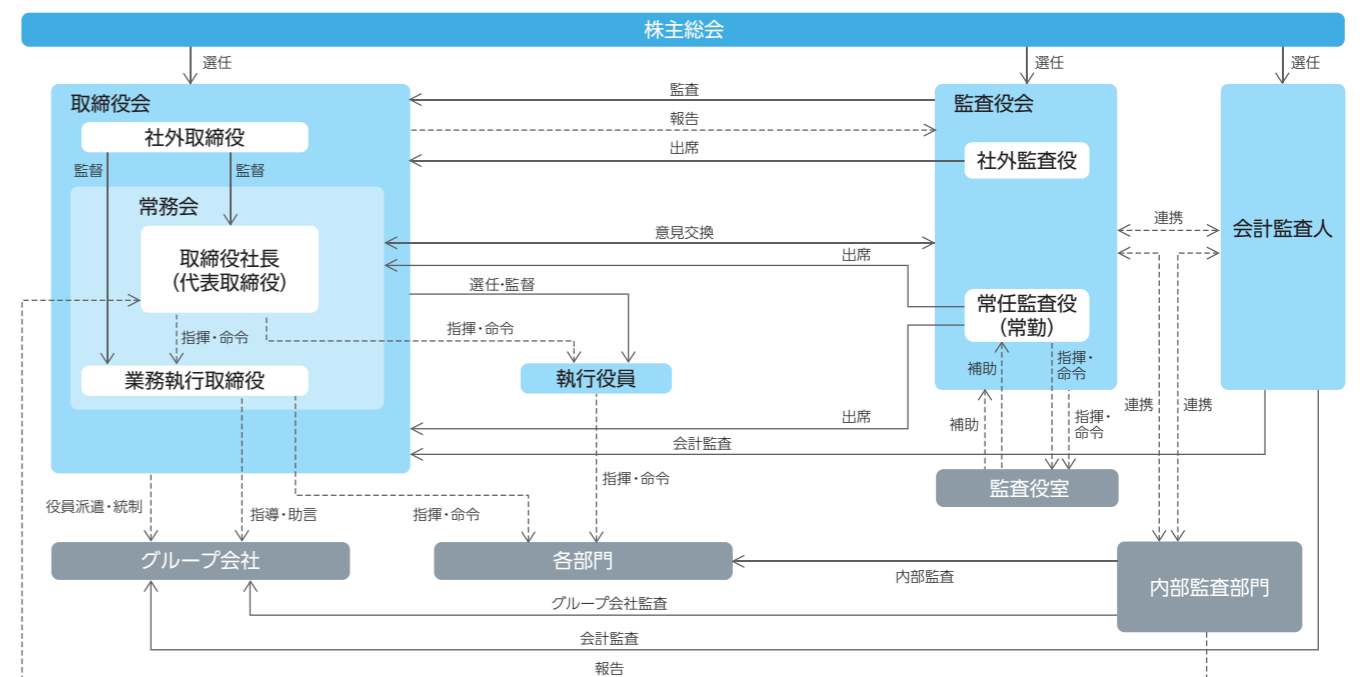 株主総会
選任
選任
選任
取締役会
監査
監査役会
報告
社外取締役
出席
社外監査役
監督
監督
常務会
連携
会計監査人
意見交換
取締役社長
(代表取締役)
出席
選任・監督
常任監査役
(常勤)
指揮・命令
指揮・命令
補助
指揮・
命令
業務執行取締役
執行役員
連携
連携
出席
補助
指揮・
命令
会計監査
指揮・命令
監査役室
役員派遣・統制
指導・助言
指揮・命令
グループ会社
各部門
内部監査
内部監査部門
グループ会社監査
会計監査
報告